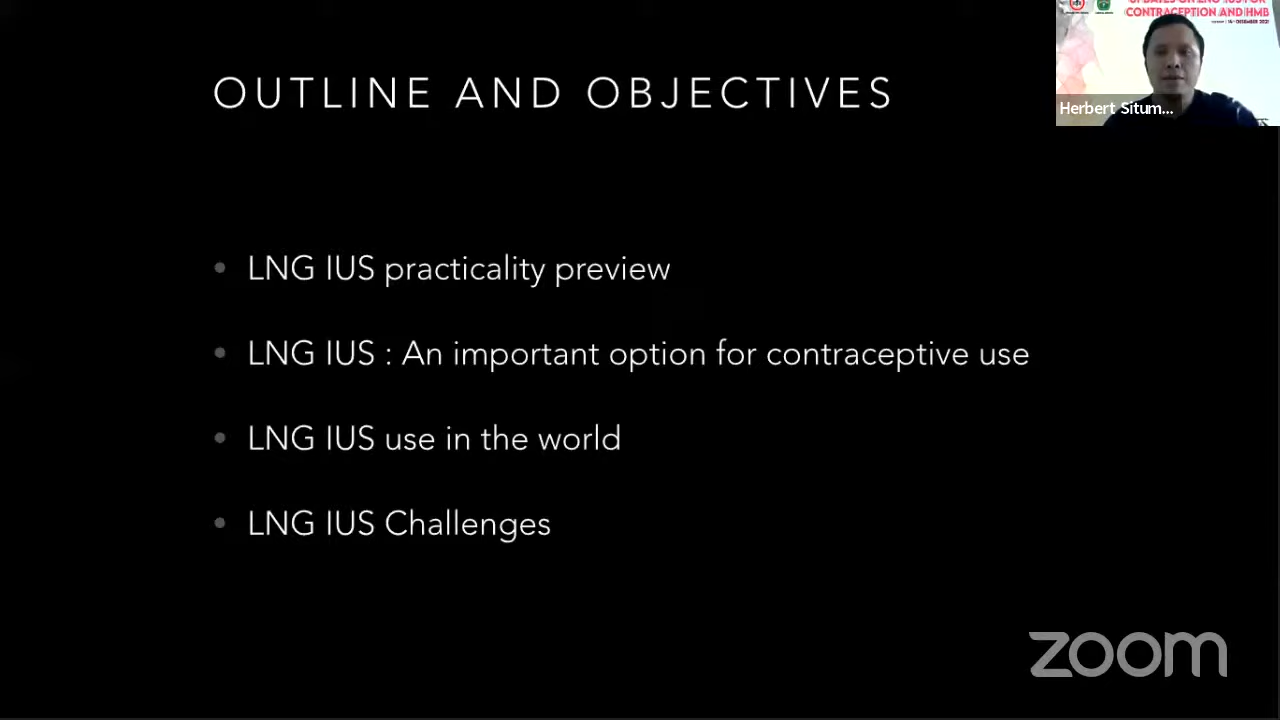 OUTLINE AND OBJECTIVES
CONTRACEPTION AND HMB
Herbert Situm...
• LNG IUS practicality preview
• LNG IUS : An important option for contraceptive use
• LNG IUS use in the world
• LNG IUS Challenges
zoom